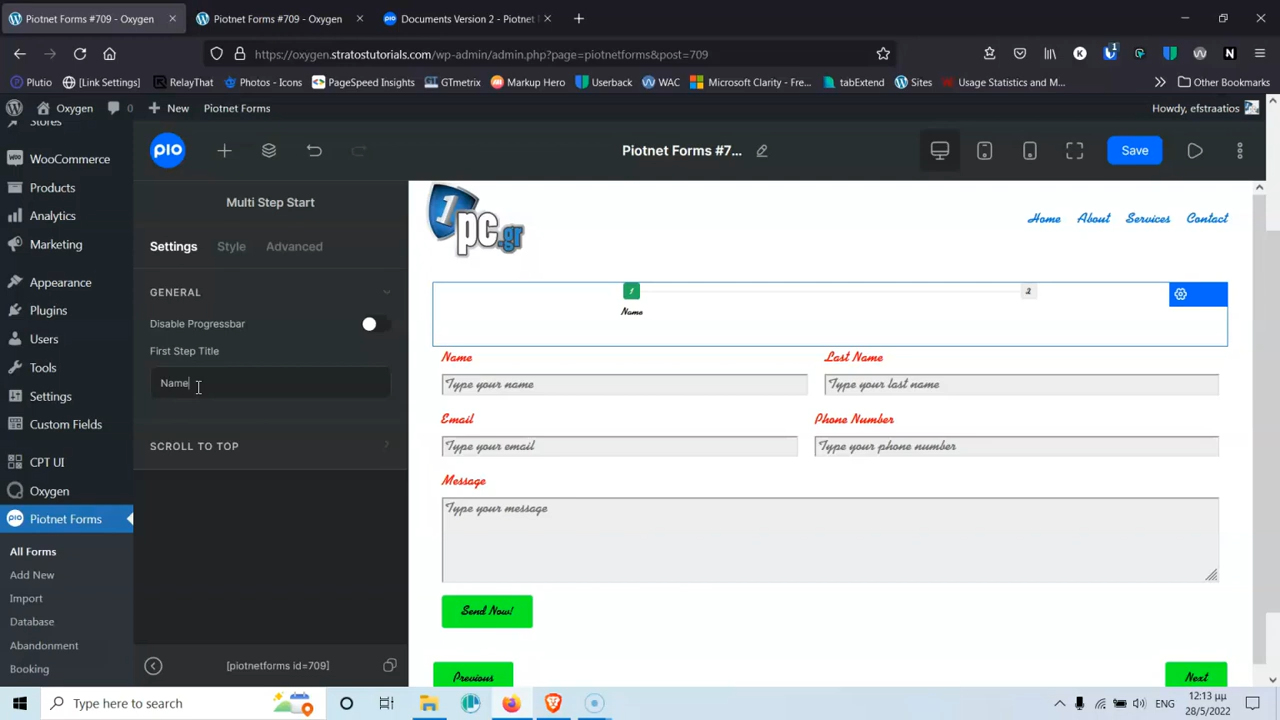 Piotnet Forms #709 - Oxygen
Piotnet Forms #709 - Oxygen
Documents Version 2 - Piotnet
https://oxygen.stratostutorials.com/wp-admin/admin.php?page=piotnetforms&post=709
Plutio [Link Settings] RelayThat Photos - Icons PageSpeed Insights GTmetrix Markup Hero Userback WAC Microsoft Clarity - Fre... tabExtend Sites Usage Statistics and M... Other Bookmarks
Oxygen 0 New Piotnet Forms Howdy, efstraatios
Stores
WooCommerce
Products
Analytics
Marketing
Appearance
Plugins
Users
Tools
Settings
Custom Fields
CPT UI
Oxygen
Piotnet Forms
All Forms
Add New
Import
Database
Abandonment
Booking
pio
Piotnet Forms #7...
Save
Multi Step Start
Settings Style Advanced
GENERAL
Disable Progressbar
First Step Title
Name
SCROLL TO TOP
[piotnetforms id=709]
1pc.gr
Home About Services Contact
1 2
Name
Name Last Name
Type your name Type your last name
Email Phone Number
Type your email Type your phone number
Message
Type your message
Send Now!
Previous Next
Type here to search
ENG
12:13 μμ
28/5/2022